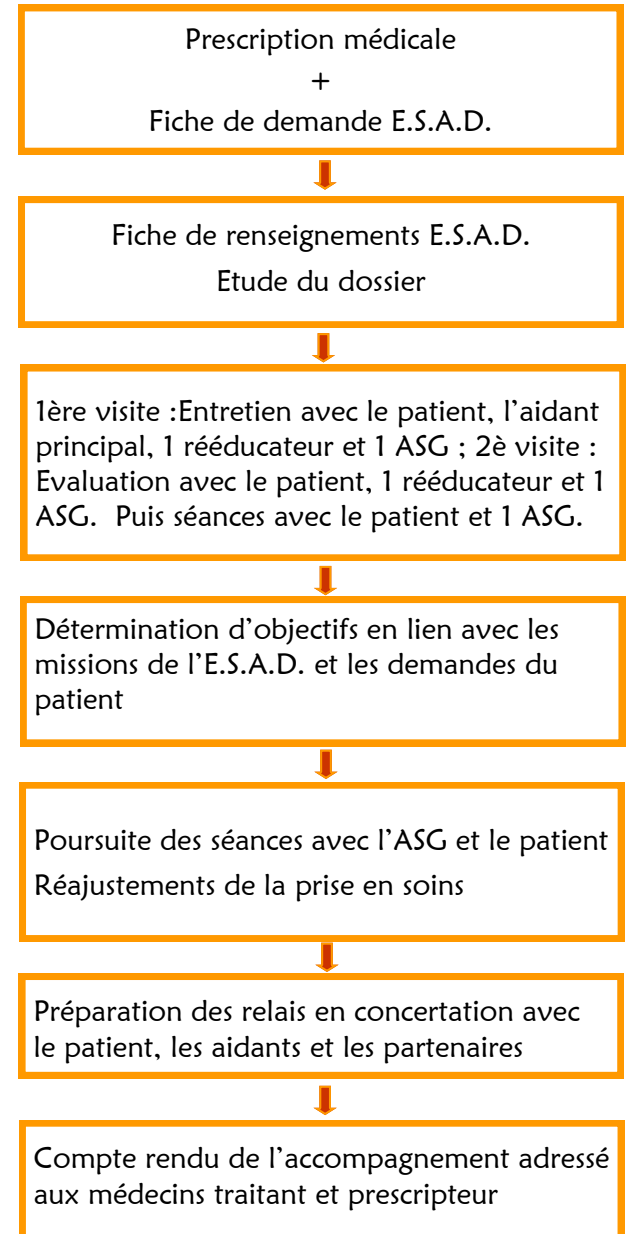 Prescription médicale
+
Fiche de demande E.S.A.D.
Fiche de renseignements E.S.A.D.
Etude du dossier
1ère visite :Entretien avec le patient, l'aidant
principal, 1 rééducateur et 1 ASG ; 2è visite :
Evaluation avec le patient, 1 rééducateur et 1
ASG.  Puis séances avec le patient et 1 ASG.
Détermination d'objectifs en lien avec les
missions de l'E.S.A.D. et les demandes du
patient
Poursuite des séances avec l'ASG et le patient
Réajustements de la prise en soins
Préparation des relais en concertation avec
le patient, les aidants et les partenaires
Compte rendu de l'accompagnement adressé
aux médecins traitant et prescripteur